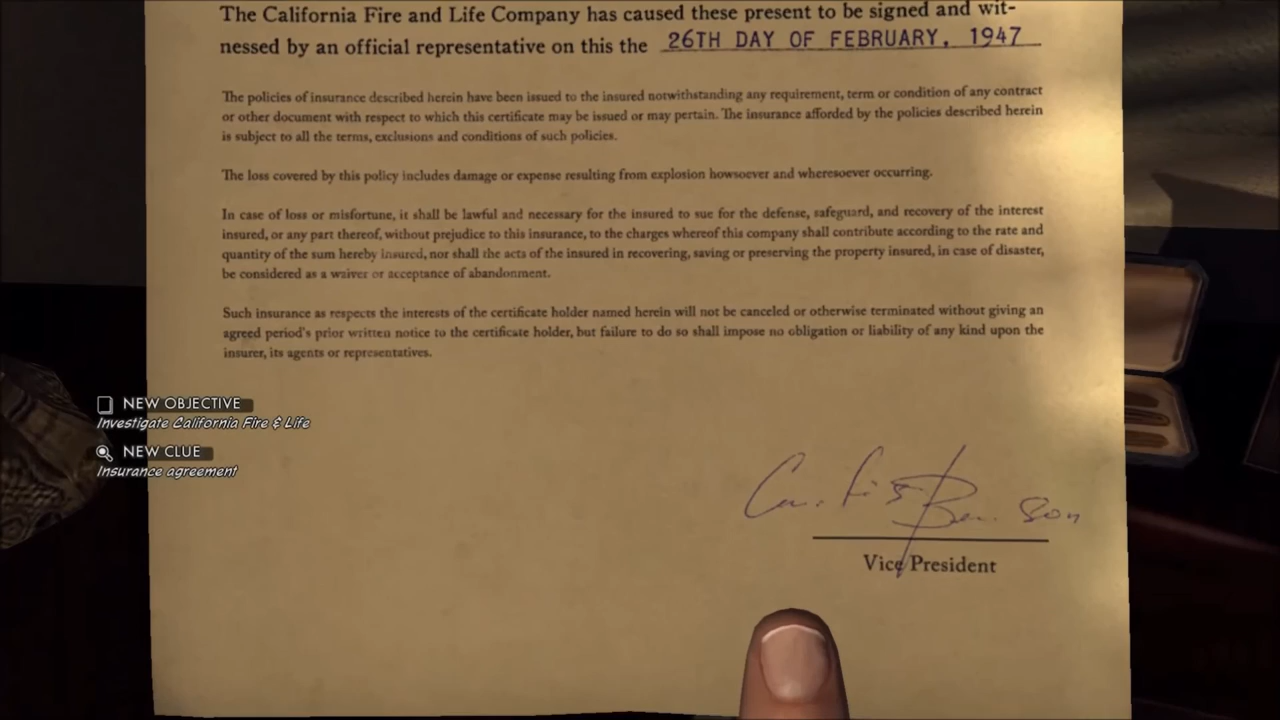 The California Fire and Life Company has caused these present to be signed and wit-
nessed by an official representative on this the 26TH DAY OF FEBRUARY, 1947
The policies of insurance described herein have been issued to the insured notwithstanding any requirement, term or condition of any contract
or other document with respect to which this certificate may be issued or may pertain. The insurance afforded by the policies described herein
is subject to all the terms, exclusions and conditions of such policies.
The loss covered by this policy includes damage or expense resulting from explosion howsoever and wheresoever occurring.
In case of loss or misfortune, it shall be lawful and necessary for the insured to sue for the defense, safeguard, and recovery of the interest
insured, or any part thereof, without prejudice to this insurance, to the charges whereof this company shall contribute according to the rate and
quantity of the sum hereby insured, nor shall the acts of the insured in recovering, saving or preserving the property insured, in case of disaster,
be considered as a waiver or acceptance of abandonment.
Such insurance as respects the interests of the certificate holder named herein will not be canceled or otherwise terminated without giving an
agreed period's prior written notice to the certificate holder, but failure to do so shall impose no obligation or liability of any kind upon the
insurer, its agents or representatives.
NEW OBJECTIVE
Investigate California Fire & Life
NEW CLUE
Insurance agreement
Curtis Benson
Vice President